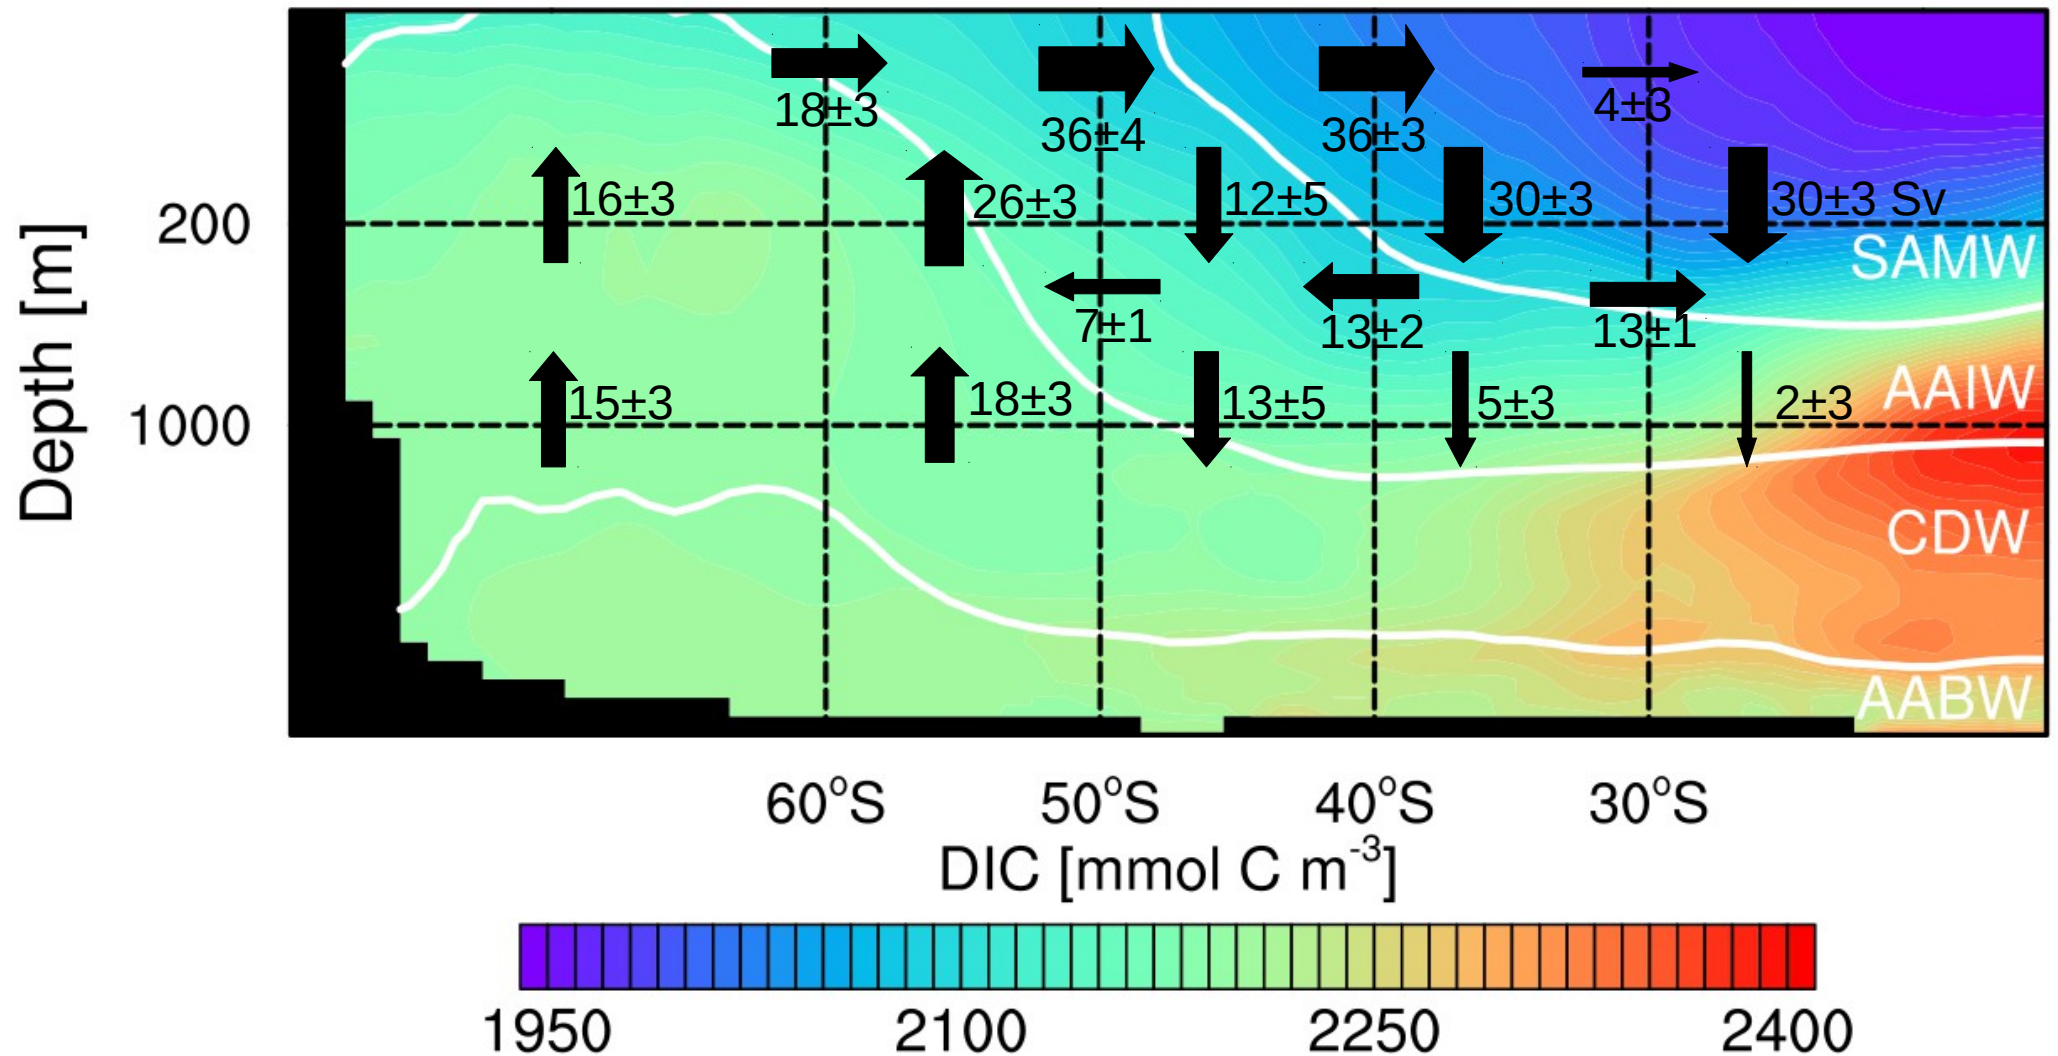 18±3
36±4
36±3
4±3
16±3
26±3
12±5
30±3
30±3 Sv
200
SAMW
7±1
13±2
13±1
Depth [m]
AAIW
15±3
18±3
13±5
5±3
2±3
1000
CDW
AABW
60°S
50°S
40°S
30°S
DIC [mmol C m⁻³]
1950
2100
2250
2400